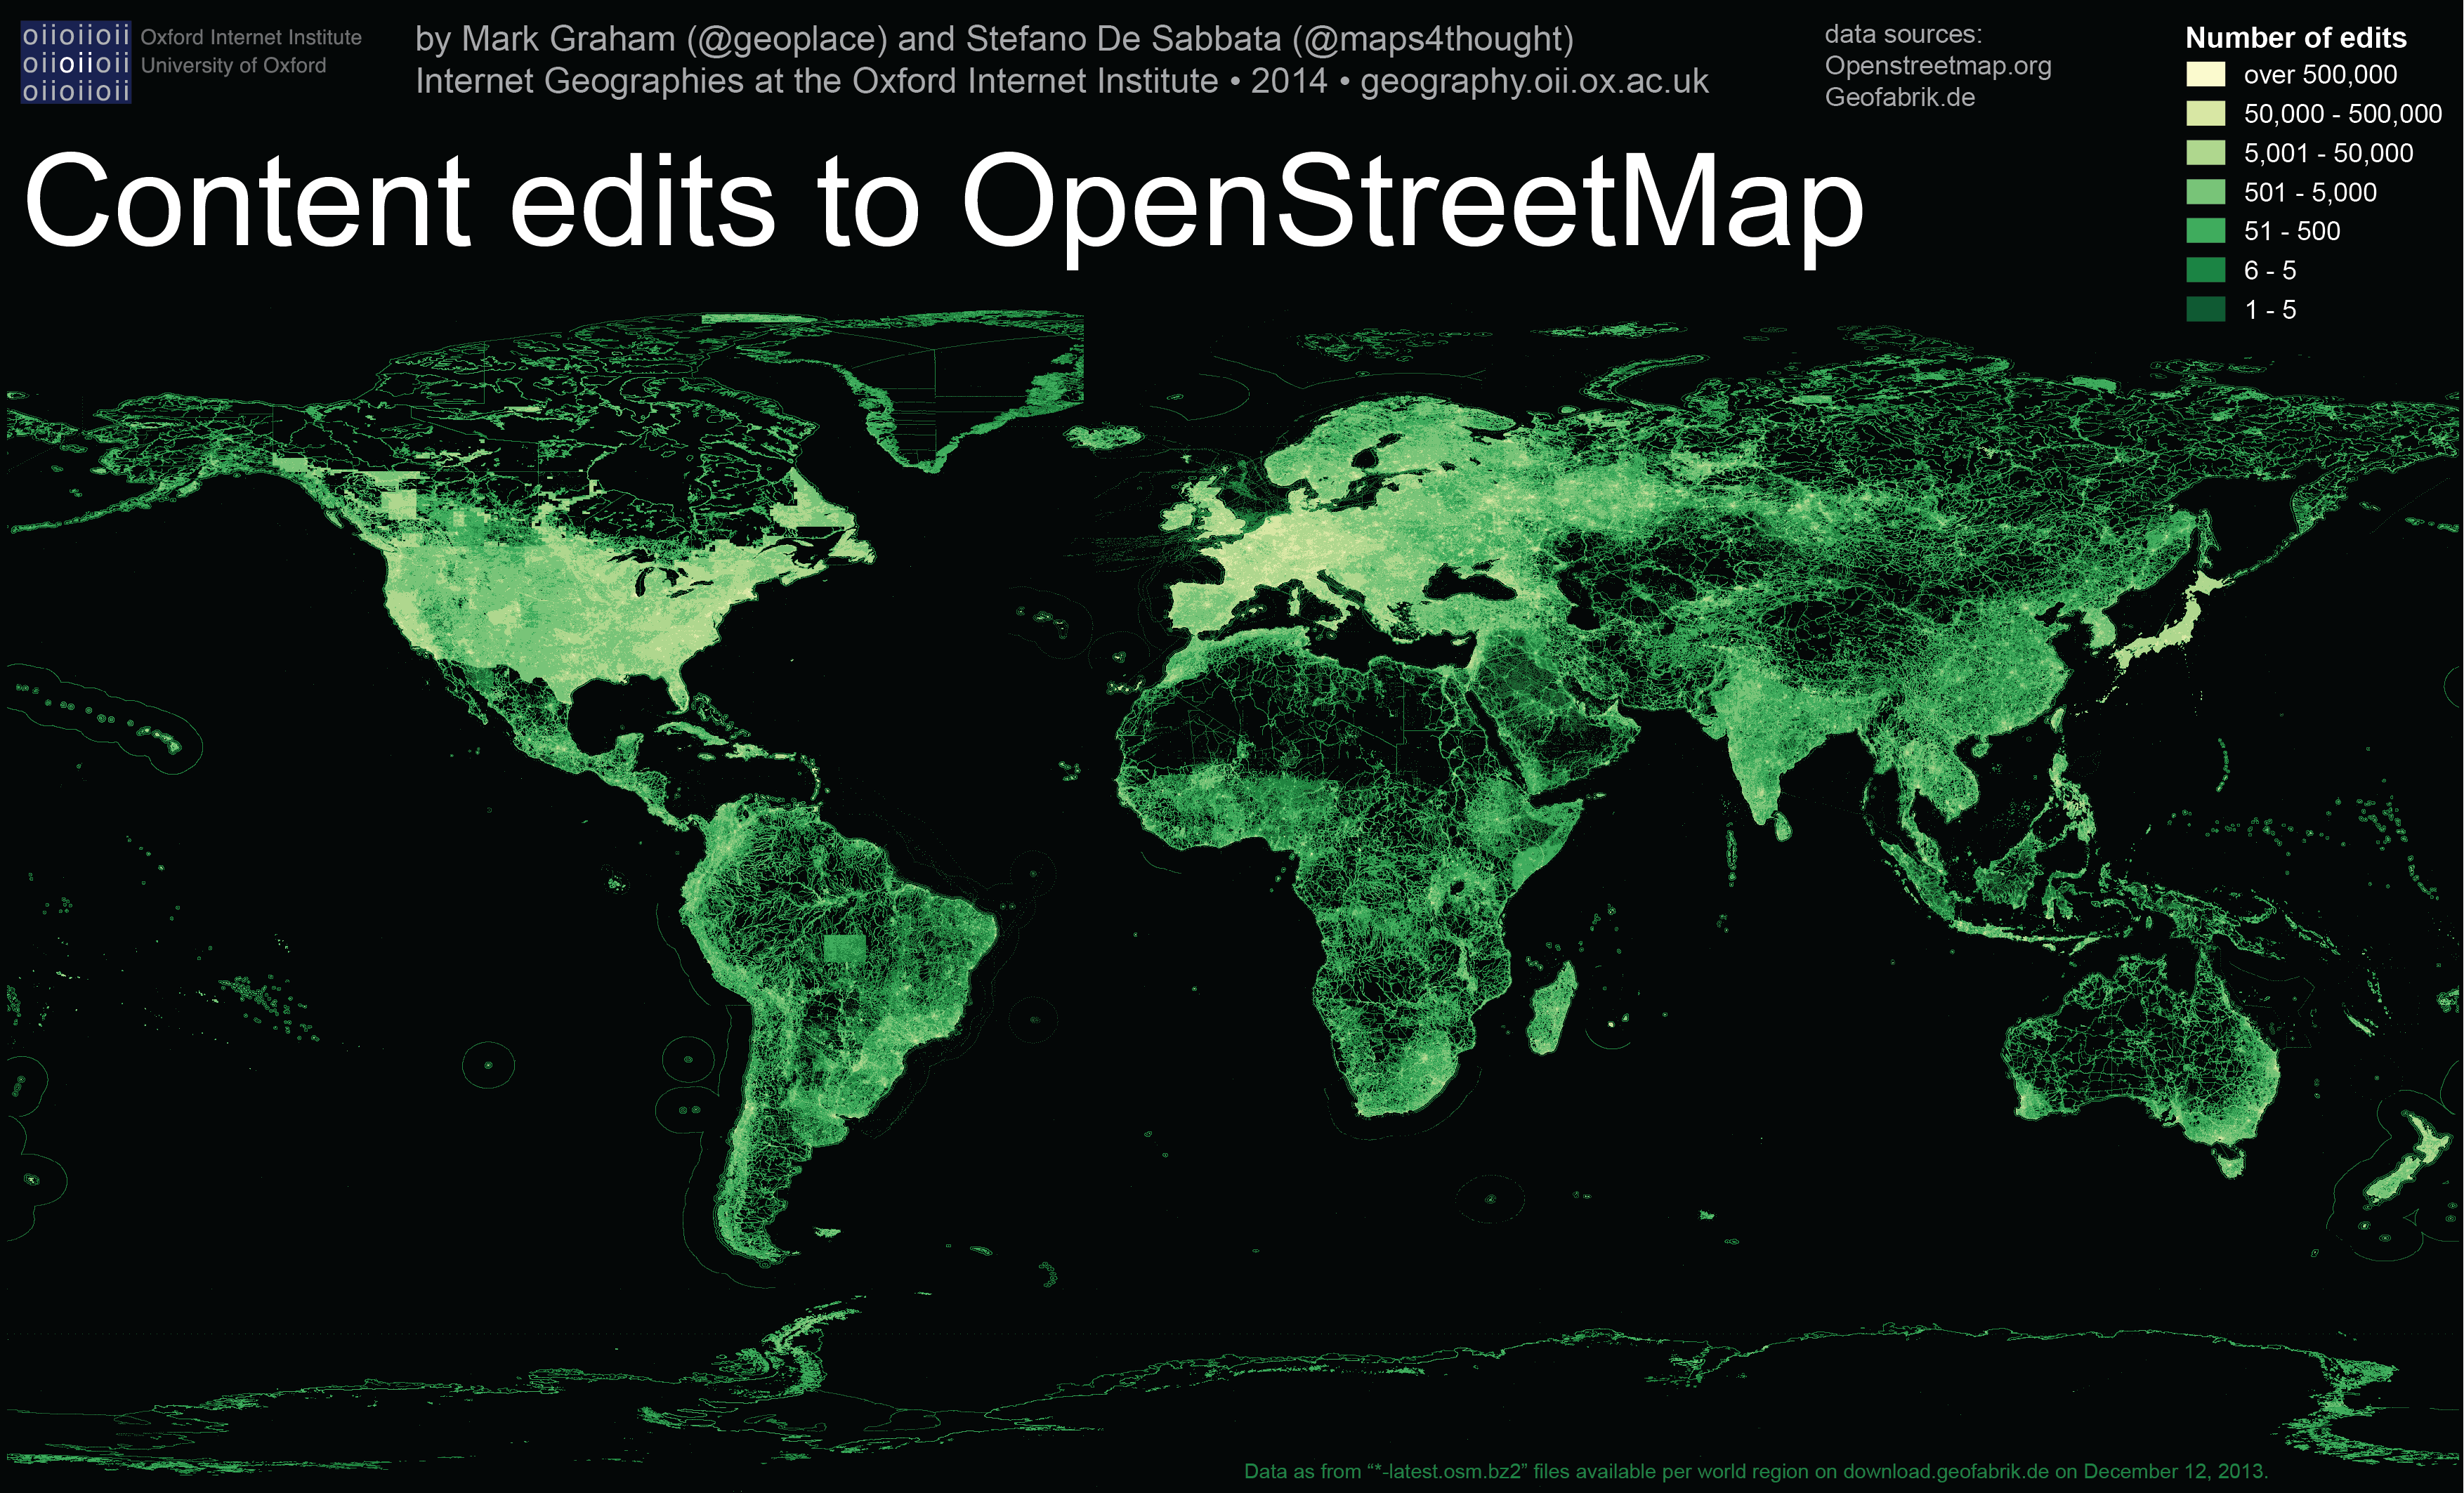 oiioiioii
oiioiioii
oiioiioii
Oxford Internet Institute
University of Oxford
by Mark Graham (@geoplace) and Stefano De Sabbata (@maps4thought)
Internet Geographies at the Oxford Internet Institute • 2014 • geography.oii.ox.ac.uk
data sources:
Openstreetmap.org
Geofabrik.de
Number of edits
over 500,000
50,000 - 500,000
5,001 - 50,000
501 - 5,000
51 - 500
6 - 5
1 - 5
Content edits to OpenStreetMap
Data as from “*-latest.osm.bz2” files available per world region on download.geofabrik.de on December 12, 2013.